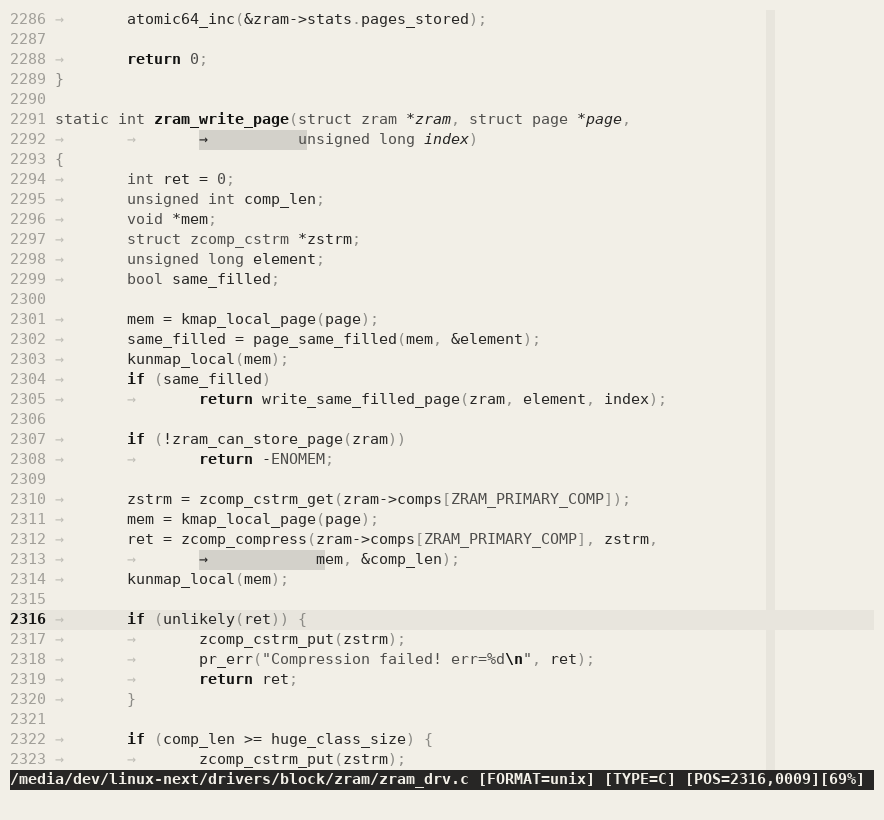 2286 →       atomic64_inc(&zram->stats.pages_stored);
2287
2288 →       return 0;
2289 }
2290
2291 static int zram_write_page(struct zram *zram, struct page *page,
2292 →       →       →          unsigned long index)
2293 {
2294 →       int ret = 0;
2295 →       unsigned int comp_len;
2296 →       void *mem;
2297 →       struct zcomp_cstrm *zstrm;
2298 →       unsigned long element;
2299 →       bool same_filled;
2300
2301 →       mem = kmap_local_page(page);
2302 →       same_filled = page_same_filled(mem, &element);
2303 →       kunmap_local(mem);
2304 →       if (same_filled)
2305 →       →       return write_same_filled_page(zram, element, index);
2306
2307 →       if (!zram_can_store_page(zram))
2308 →       →       return -ENOMEM;
2309
2310 →       zstrm = zcomp_cstrm_get(zram->comps[ZRAM_PRIMARY_COMP]);
2311 →       mem = kmap_local_page(page);
2312 →       ret = zcomp_compress(zram->comps[ZRAM_PRIMARY_COMP], zstrm,
2313 →       →       →            mem, &comp_len);
2314 →       kunmap_local(mem);
2315
2316 →       if (unlikely(ret)) {
2317 →       →       zcomp_cstrm_put(zstrm);
2318 →       →       pr_err("Compression failed! err=%d\n", ret);
2319 →       →       return ret;
2320 →       }
2321
2322 →       if (comp_len >= huge_class_size) {
2323 →       →       zcomp_cstrm_put(zstrm);
/media/dev/linux-next/drivers/block/zram/zram_drv.c [FORMAT=unix] [TYPE=C] [POS=2316,0009][69%]